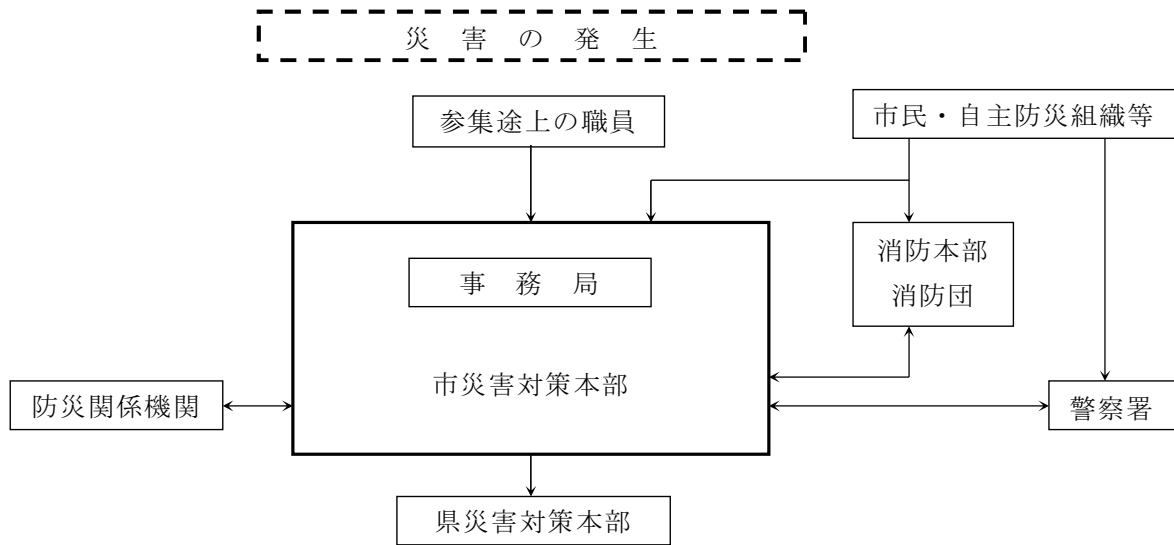 災害の発生
参集途上の職員
市民・自主防災組織等
消防本部
消防団
事務局
市災害対策本部
防災関係機関
警察署
県災害対策本部